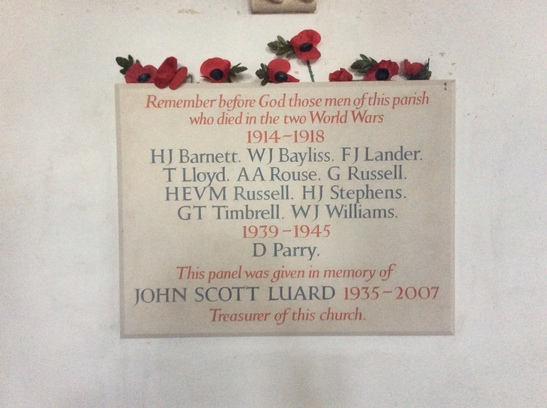 Remember before God those men of this parish
who died in the two World Wars
1914–1918
HJ Barnett. WJ Bayliss. FJ Lander.
T Lloyd. AA Rouse. G Russell.
HEVM Russell. HJ Stephens.
GT Timbrell. WJ Williams.
1939–1945
D Parry.
This panel was given in memory of
JOHN SCOTT LUARD 1935–2007
Treasurer of this church.